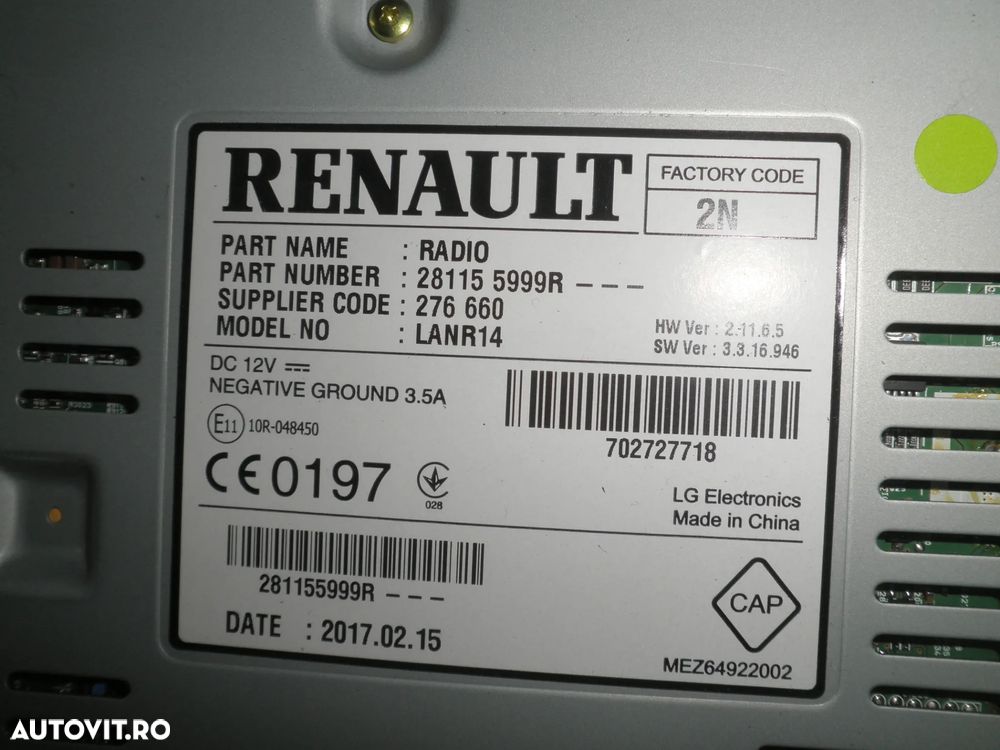 RENAULT
FACTORY CODE
2N
PART NAME : RADIO
PART NUMBER : 28115 5999R - - -
SUPPLIER CODE : 276 660
MODEL NO : LANR14
HW Ver : 2.11.6.5
SW Ver : 3.3.16.946
DC 12V
NEGATIVE GROUND 3.5A
E11 10R-048450
702727718
CE 0197
028
LG Electronics
Made in China
281155999R - - -
CAP
DATE : 2017.02.15
MEZ64922002
AUTOVIT.RO